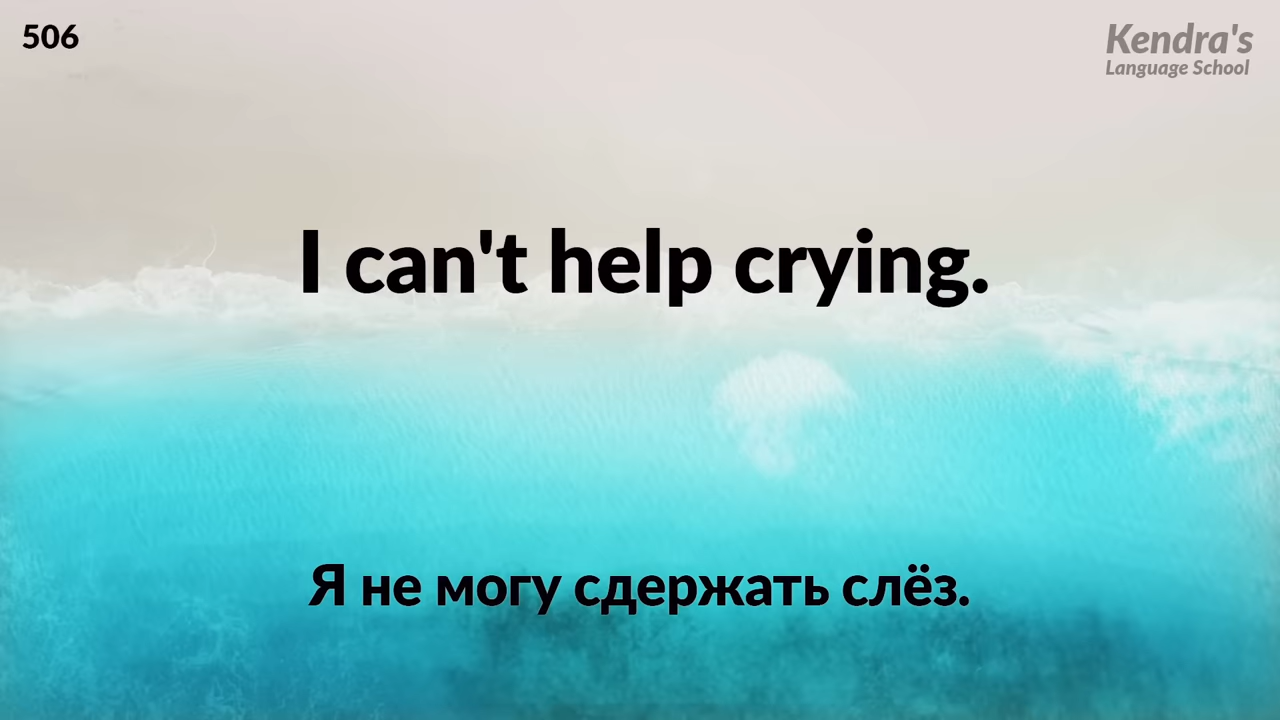 506
Kendra's
Language School
I can't help crying.
Я не могу сдержать слёз.